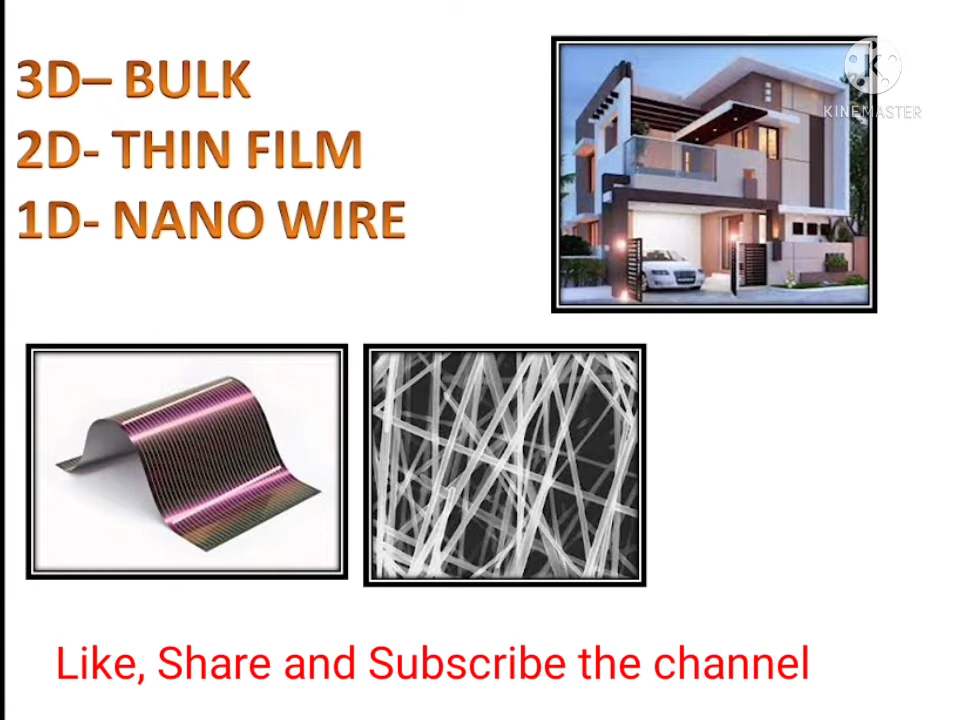 3D– BULK
2D- THIN FILM
1D- NANO WIRE
K
KINEMASTER
Like, Share and Subscribe the channel